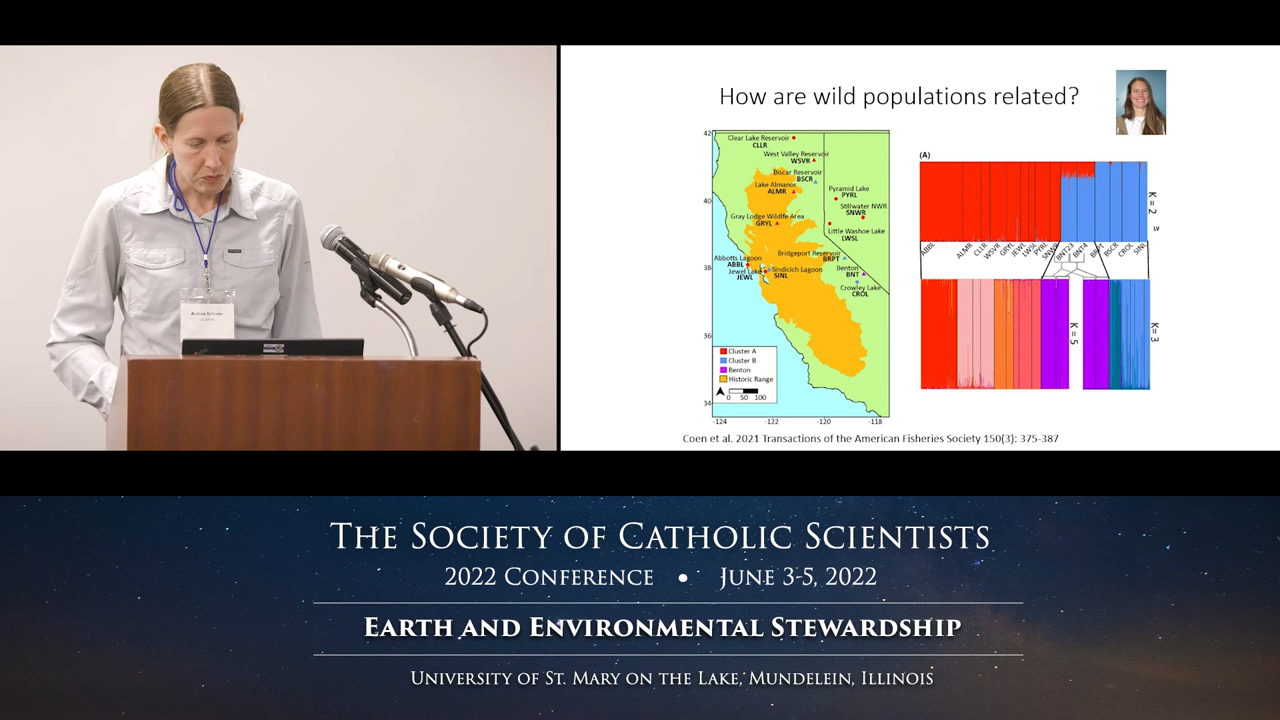 How are wild populations related?
42
40
38
36
34
-124
-122
-120
-118
Clear Lake Reservoir
CLLR
West Valley Reservoir
WSVR
Biscar Reservoir
BSCR
Lake Almanor
ALMR
Pyramid Lake
PYRL
Stillwater NWR
SNWR
Gray Lodge Wildlfe Area
GRYL
Little Washoe Lake
LWSL
Bridgeport Reservoir
BRPT
Abbotts Lagoon
ABBL
Jewel Lake
JEWL
Sindicich Lagoon
SINL
Benton
BNT
Crowley Lake
CROL
Cluster A
Cluster B
Benton
Historic Range
0 50 100
(A)
K = 2
LV
ABBL
ALMR
CLLR
WSVR
GRYL
JEWL
LWSL
PYRL
SNWR
BNT23
BNT4
BRPT
BSCR
CROL
SINL
K = 5
K = 3
Coen et al. 2021 Transactions of the American Fisheries Society 150(3): 375-387
Andrea Schreier
THE SOCIETY OF CATHOLIC SCIENTISTS
2022 CONFERENCE • JUNE 3-5, 2022
EARTH AND ENVIRONMENTAL STEWARDSHIP
UNIVERSITY OF ST. MARY ON THE LAKE, MUNDELEIN, ILLINOIS